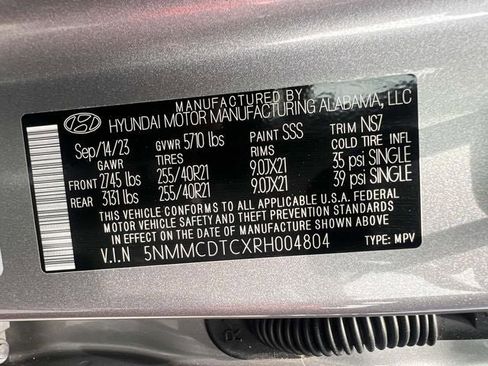 MANUFACTURED BY
HYUNDAI MOTOR MANUFACTURING ALABAMA, LLC
Sep/14/23 GVWR 5710 lbs PAINT SSS TRIM NS7
GAWR TIRES RIMS COLD TIRE INFL
FRONT 2745 lbs 255/40R21 9.0JX21 35 psi SINGLE
REAR 3131 lbs 255/40R21 9.0JX21 39 psi SINGLE
THIS VEHICLE CONFORMS TO ALL APPLICABLE U.S.A. FEDERAL
MOTOR VEHICLE SAFETY AND THEFT PREVENTION STANDARDS
IN EFFECT ON THE DATE OF MANUFACTURE SHOWN ABOVE.
V.I.N 5NMMCDTCXRH004804 TYPE: MPV